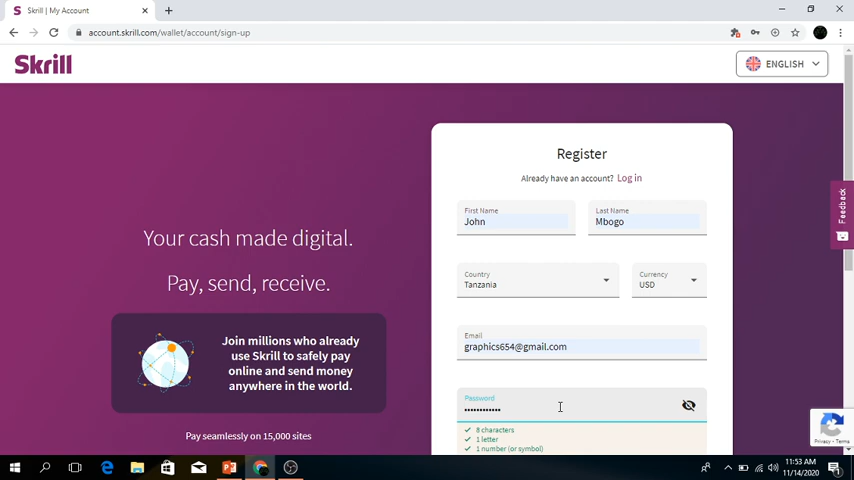 Skrill | My Account
account.skrill.com/wallet/account/sign-up
Skrill
ENGLISH
Register
Already have an account? Log in
First Name
John
Last Name
Mbogo
Country
Tanzania
Currency
USD
Email
graphics654@gmail.com
Password
••••••••••••
8 characters
1 letter
1 number (or symbol)
Your cash made digital.
Pay, send, receive.
Join millions who already
use Skrill to safely pay
online and send money
anywhere in the world.
Pay seamlessly on 15,000 sites
Feedback
Privacy - Terms
11:53 AM
11/14/2020